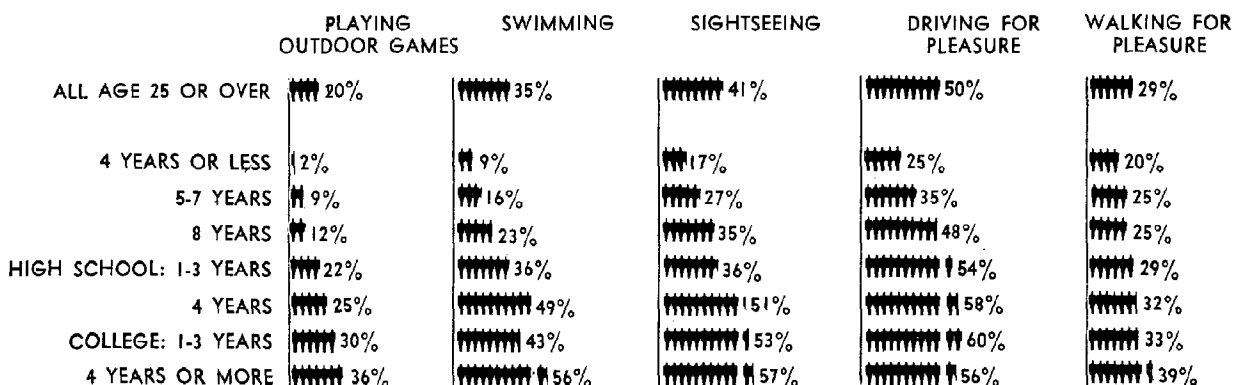 PLAYING OUTDOOR GAMES SWIMMING SIGHTSEEING DRIVING FOR PLEASURE WALKING FOR PLEASURE
ALL AGE 25 OR OVER 20% 35% 41% 50% 29%
4 YEARS OR LESS 2% 9% 17% 25% 20%
5-7 YEARS 9% 16% 27% 35% 25%
8 YEARS 12% 23% 35% 48% 25%
HIGH SCHOOL: 1-3 YEARS 22% 36% 36% 54% 29%
4 YEARS 25% 49% 51% 58% 32%
COLLEGE: 1-3 YEARS 30% 43% 53% 60% 33%
4 YEARS OR MORE 36% 56% 57% 56% 39%